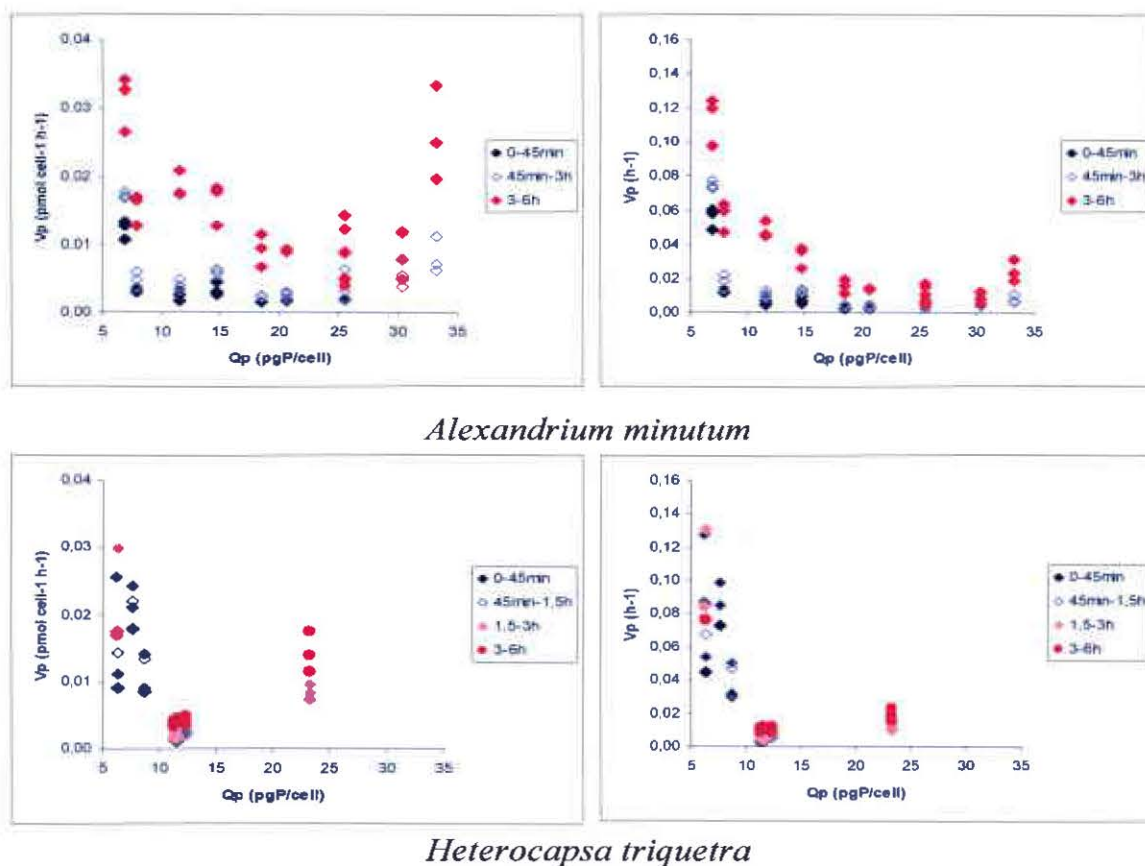 0,04
0,03
0,02
0,01
0,00
Vp (pmol cell-1 h-1)
5 10 15 20 25 30 35
Qp (pgP/cell)
0-45min
45min-3h
3-6h
0,16
0,14
0,12
0,10
0,08
0,06
0,04
0,02
0,00
Vp (h-1)
5 10 15 20 25 30 35
Qp (pgP/cell)
0-45min
45min-3h
3-6h
Alexandrium minutum
0,04
0,03
0,02
0,01
0,00
Vp (pmol cell-1 h-1)
5 10 15 20 25 30 35
Qp (pgP/cell)
0-45min
45min-1,5h
1,5-3h
3-6h
0,16
0,14
0,12
0,10
0,08
0,06
0,04
0,02
0,00
Vp (h-1)
5 10 15 20 25 30 35
Qp (pgP/cell)
0-45min
45min-1,5h
1,5-3h
3-6h
Heterocapsa triquetra